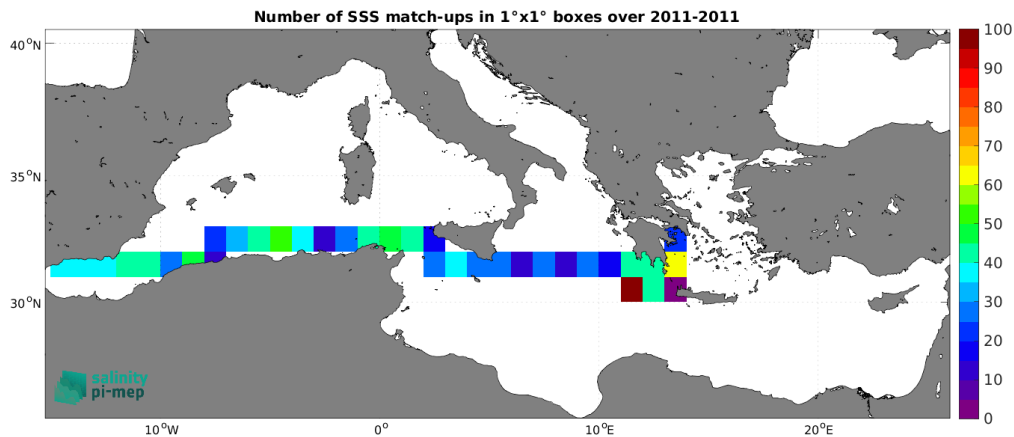 Number of SSS match-ups in 1°x1° boxes over 2011-2011
40°N
35°N
30°N
10°W
0°
10°E
20°E
100
90
80
70
60
50
40
30
20
10
0
salinity
pi-mep